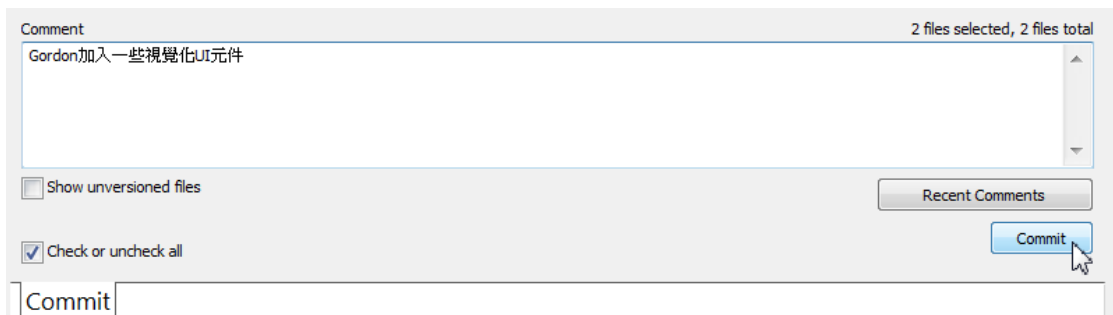 Comment 2 files selected, 2 files total
Gordon加入一些視覺化UI元件
Show unversioned files
Recent Comments
Commit
Check or uncheck all
Commit